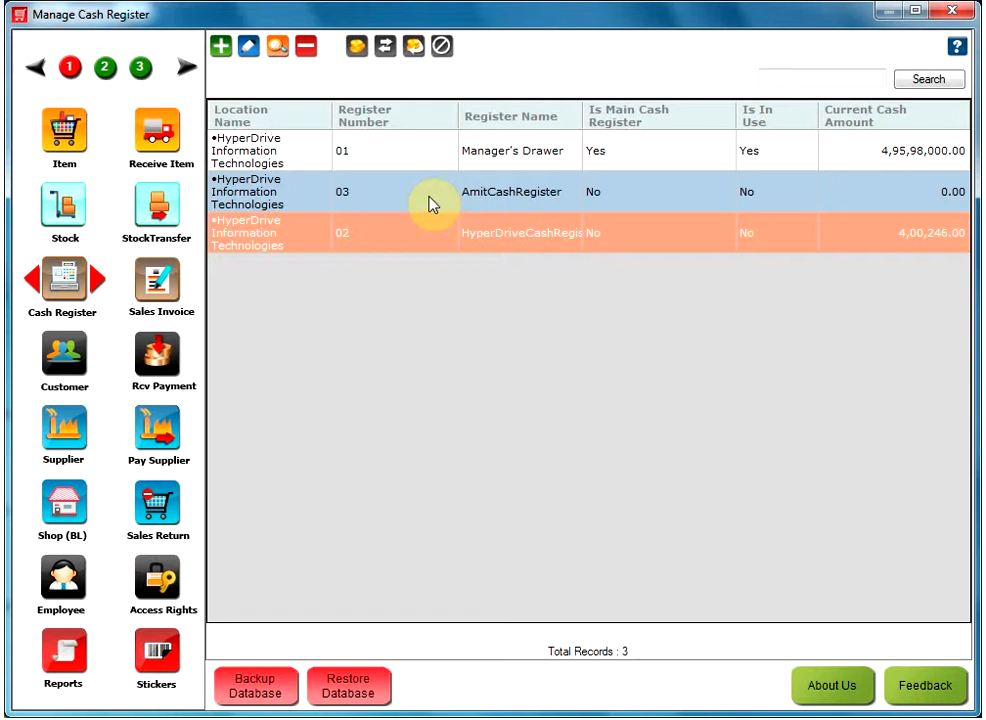 Manage Cash Register
1 2 3
?
Search
Item
Receive Item
Stock
StockTransfer
Cash Register
Sales Invoice
Customer
Rcv Payment
Supplier
Pay Supplier
Shop (BL)
Sales Return
Employee
Access Rights
Reports
Stickers
Location Name
Register Number
Register Name
Is Main Cash Register
Is In Use
Current Cash Amount
•HyperDrive
Information
Technologies
01
Manager's Drawer
Yes
Yes
4,95,98,000.00
•HyperDrive
Information
Technologies
03
AmitCashRegister
No
No
0.00
•HyperDrive
Information
Technologies
02
HyperDriveCashRegis
No
No
4,00,246.00
Total Records : 3
Backup
Database
Restore
Database
About Us
Feedback